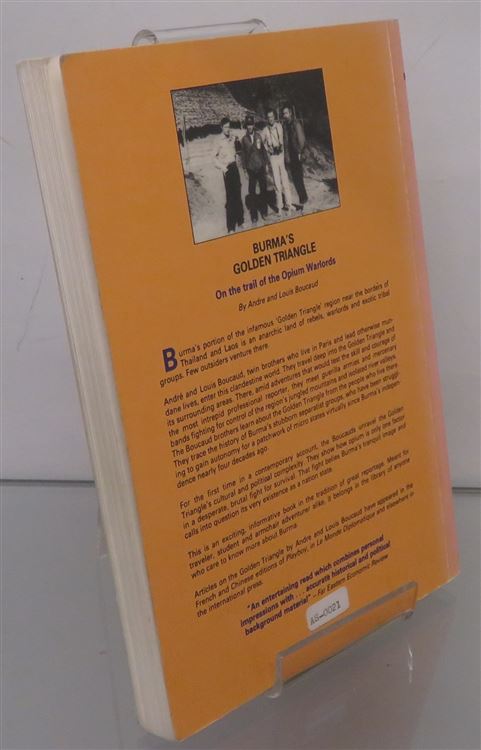 BURMA'S
GOLDEN TRIANGLE
On the trail of the Opium Warlords
By Andre and Louis Boucaud
Burma's portion of the infamous 'Golden Triangle' region near the borders of
Thailand and Laos is an anarchic land of rebels, warlords and exotic tribal
groups. Few outsiders venture there.
André and Louis Boucaud, twin brothers who live in Paris and lead otherwise mun-
dane lives, enter this clandestine world. They travel deep into the Golden Triangle and
its surrounding areas. There, amid adventures that would test the skill and courage of
the most intrepid professional reporter, they meet guerilla armies and mercenary
bands fighting for control of the region's jungled mountains and isolated river valleys.
The Boucaud brothers learn about the Golden Triangle from the people who live there.
They trace the history of Burma's stubborn separatist groups, who have been struggl-
ing to gain autonomy for a patchwork of micro states virtually since Burma's indepen-
dence nearly four decades ago.
For the first time in a contemporary account, the Boucauds unravel the Golden
Triangle's cultural and political complexity. They show how opium is only one factor
in a desperate, brutal fight for survival. That fight belies Burma's tranquil image and
calls into question its very existence as a nation state.
This is an exciting, informative book in the tradition of great reportage. Meant for
traveler, student and armchair adventurer alike, it belongs in the library of anyone
who cares to know more about Burma.
Articles on the Golden Triangle by Andre and Louis Boucaud have appeared in the
French and Chinese editions of Playboy, in Le Monde Diplomatique and elsewhere in
the international press.
"An entertaining read which combines personal
impressions with . . . accurate historical and political
background material" – Far Eastern Economic Review
AS-0021